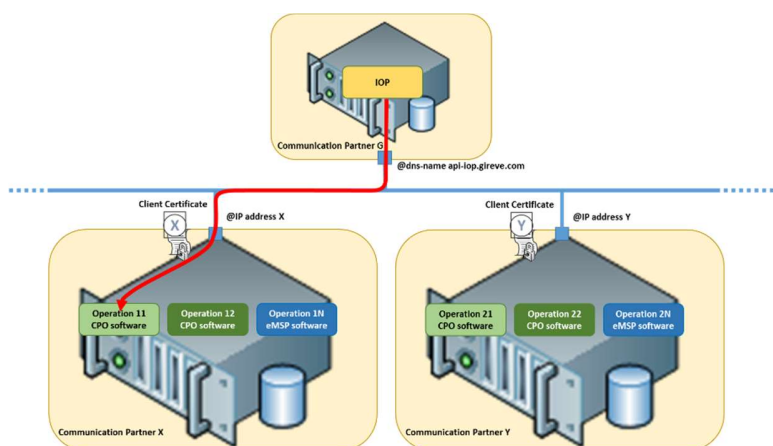 IOP
Communication Partner G
@dns-name api-iop.gireve.com
Client Certificate
X
@IP address X
Client Certificate
Y
@IP address Y
Operation 11
CPO software
Operation 12
CPO software
Operation 1N
eMSP software
Operation 21
CPO software
Operation 22
CPO software
Operation 2N
eMSP software
Communication Partner X
Communication Partner Y